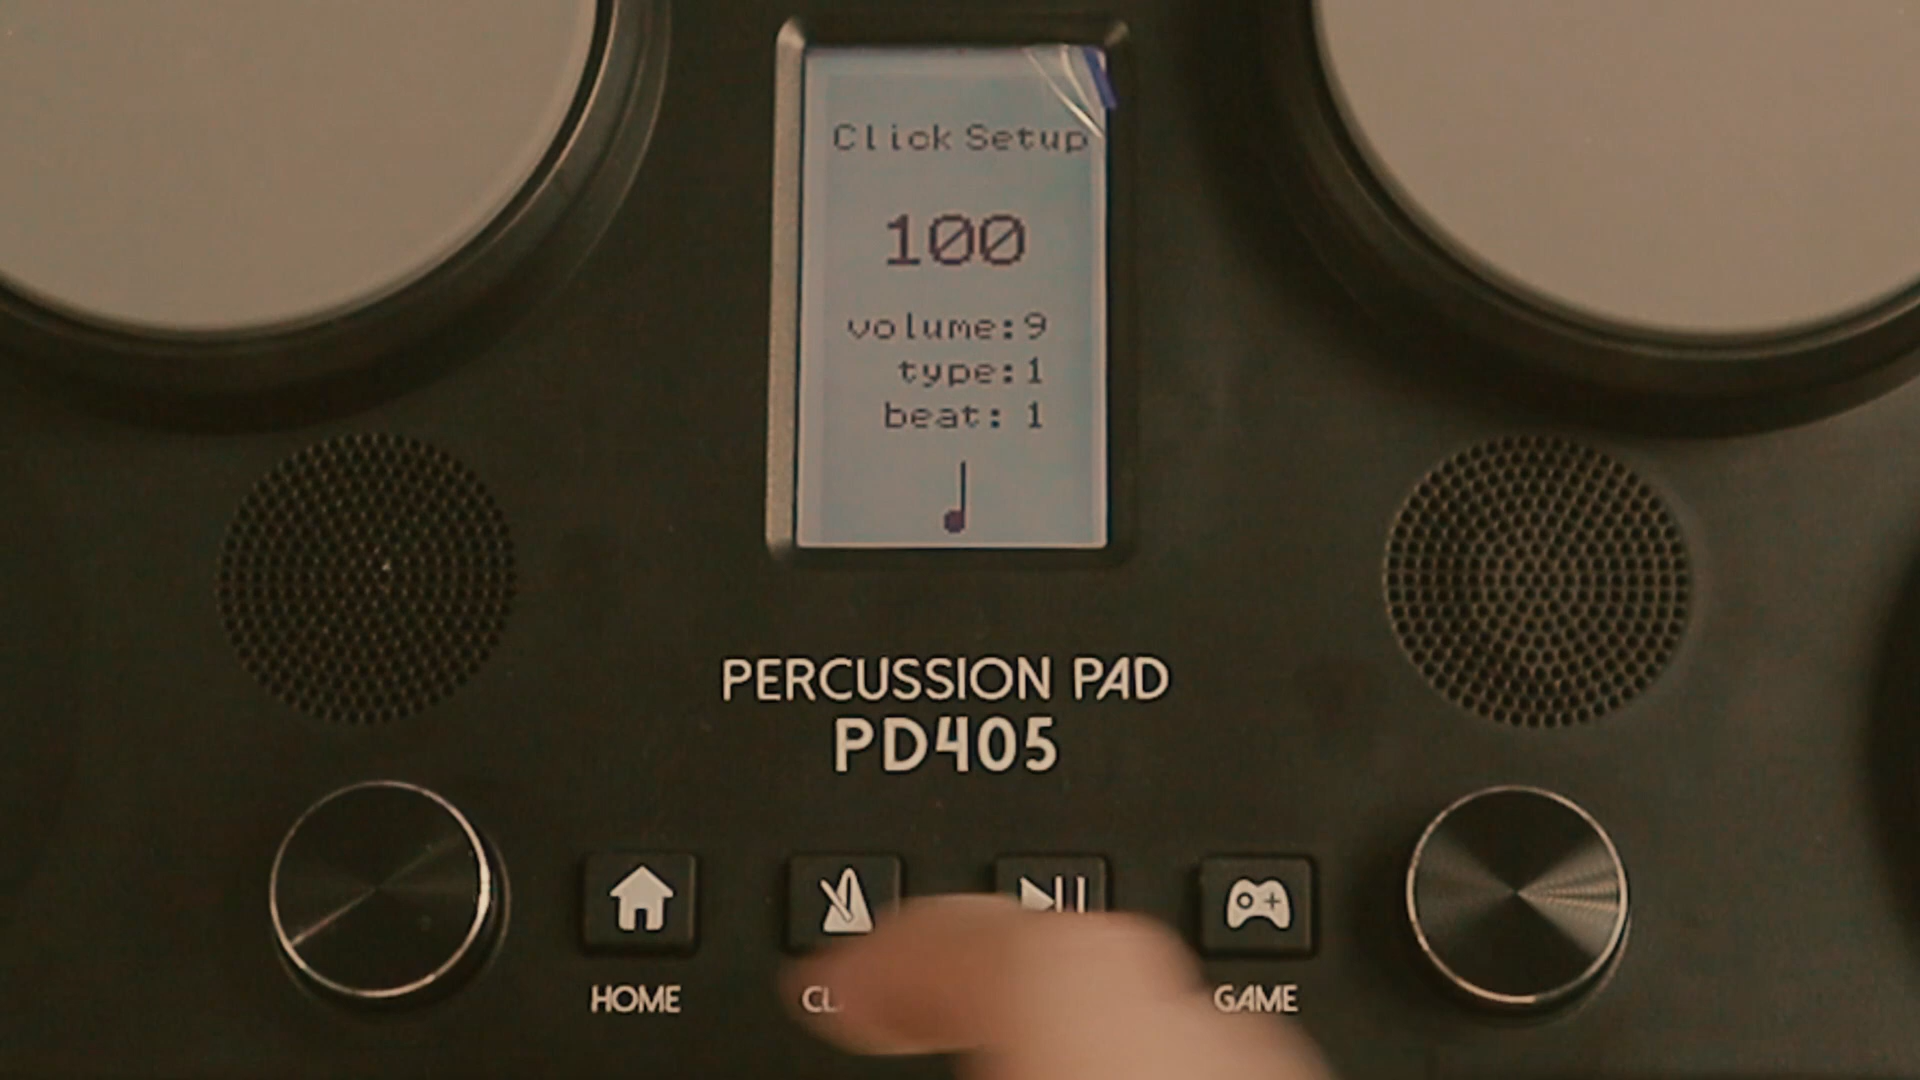 Click Setup
100
volume:9
type:1
beat: 1
PERCUSSION PAD
PD405
HOME
GAME